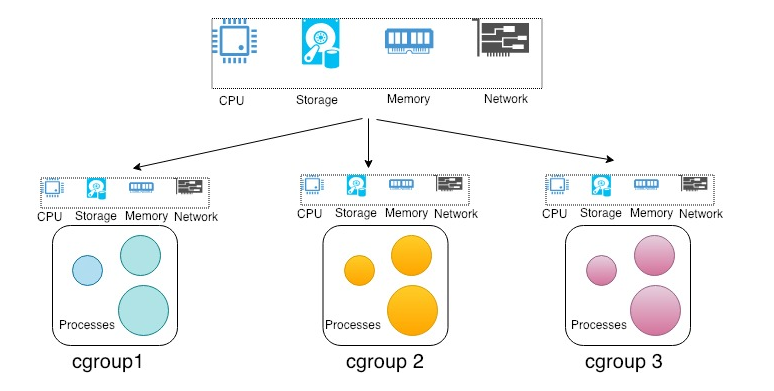 CPU Storage Memory Network
CPU Storage Memory Network
CPU Storage Memory Network
CPU Storage Memory Network
Processes
Processes
Processes
cgroup1
cgroup 2
cgroup 3